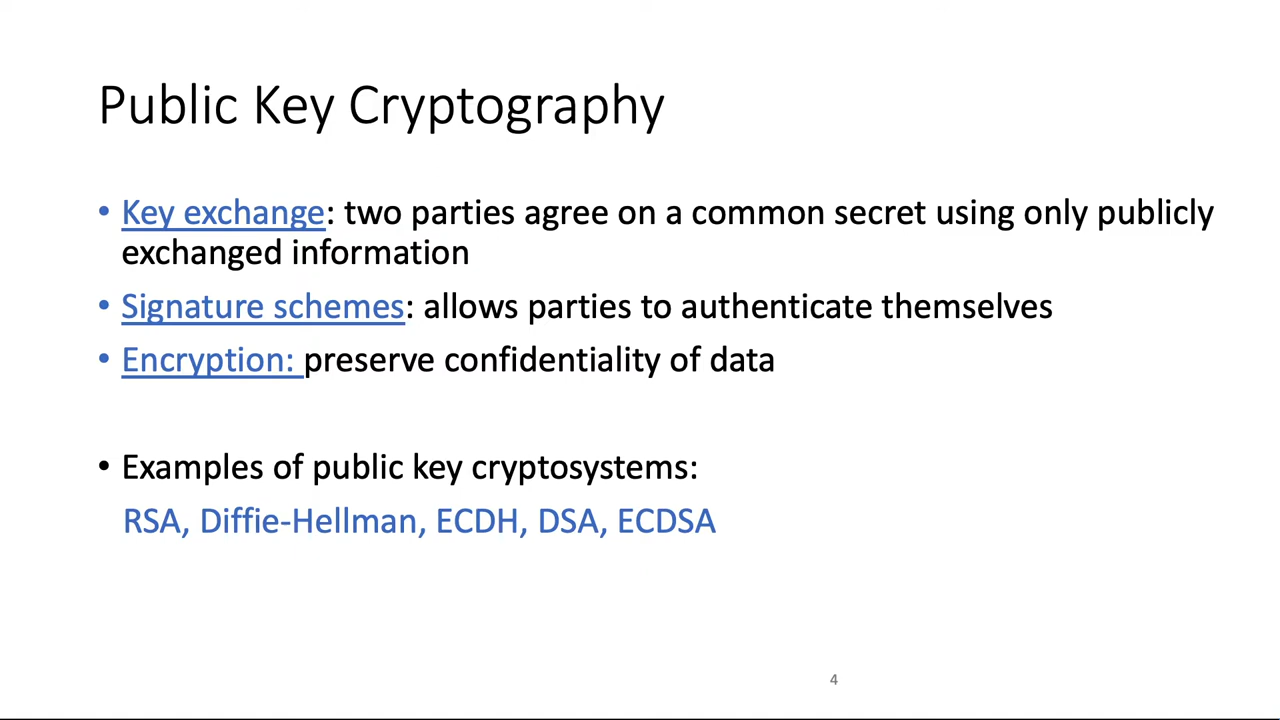 Public Key Cryptography
• Key exchange: two parties agree on a common secret using only publicly
exchanged information
• Signature schemes: allows parties to authenticate themselves
• Encryption: preserve confidentiality of data
• Examples of public key cryptosystems:
RSA, Diffie-Hellman, ECDH, DSA, ECDSA
4